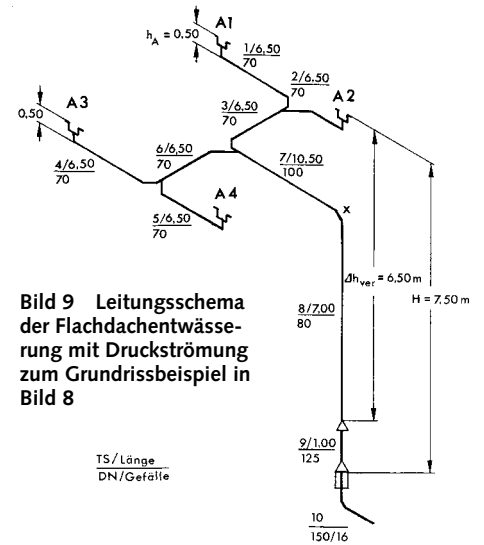 A1
h_A = 0,50
1/6,50
70
2/6,50
70
A2
3/6,50
70
A3
0,50
4/6,50
70
6/6,50
70
7/10,50
100
A4
5/6,50
70
x
Δh_ver = 6,50 m
H = 7,50 m
8/7,00
80
Bild 9 Leitungsschema
der Flachdachentwässe-
rung mit Druckströmung
zum Grundrissbeispiel in
Bild 8
9/1,00
125
TS/Länge
DN/Gefälle
10
150/16